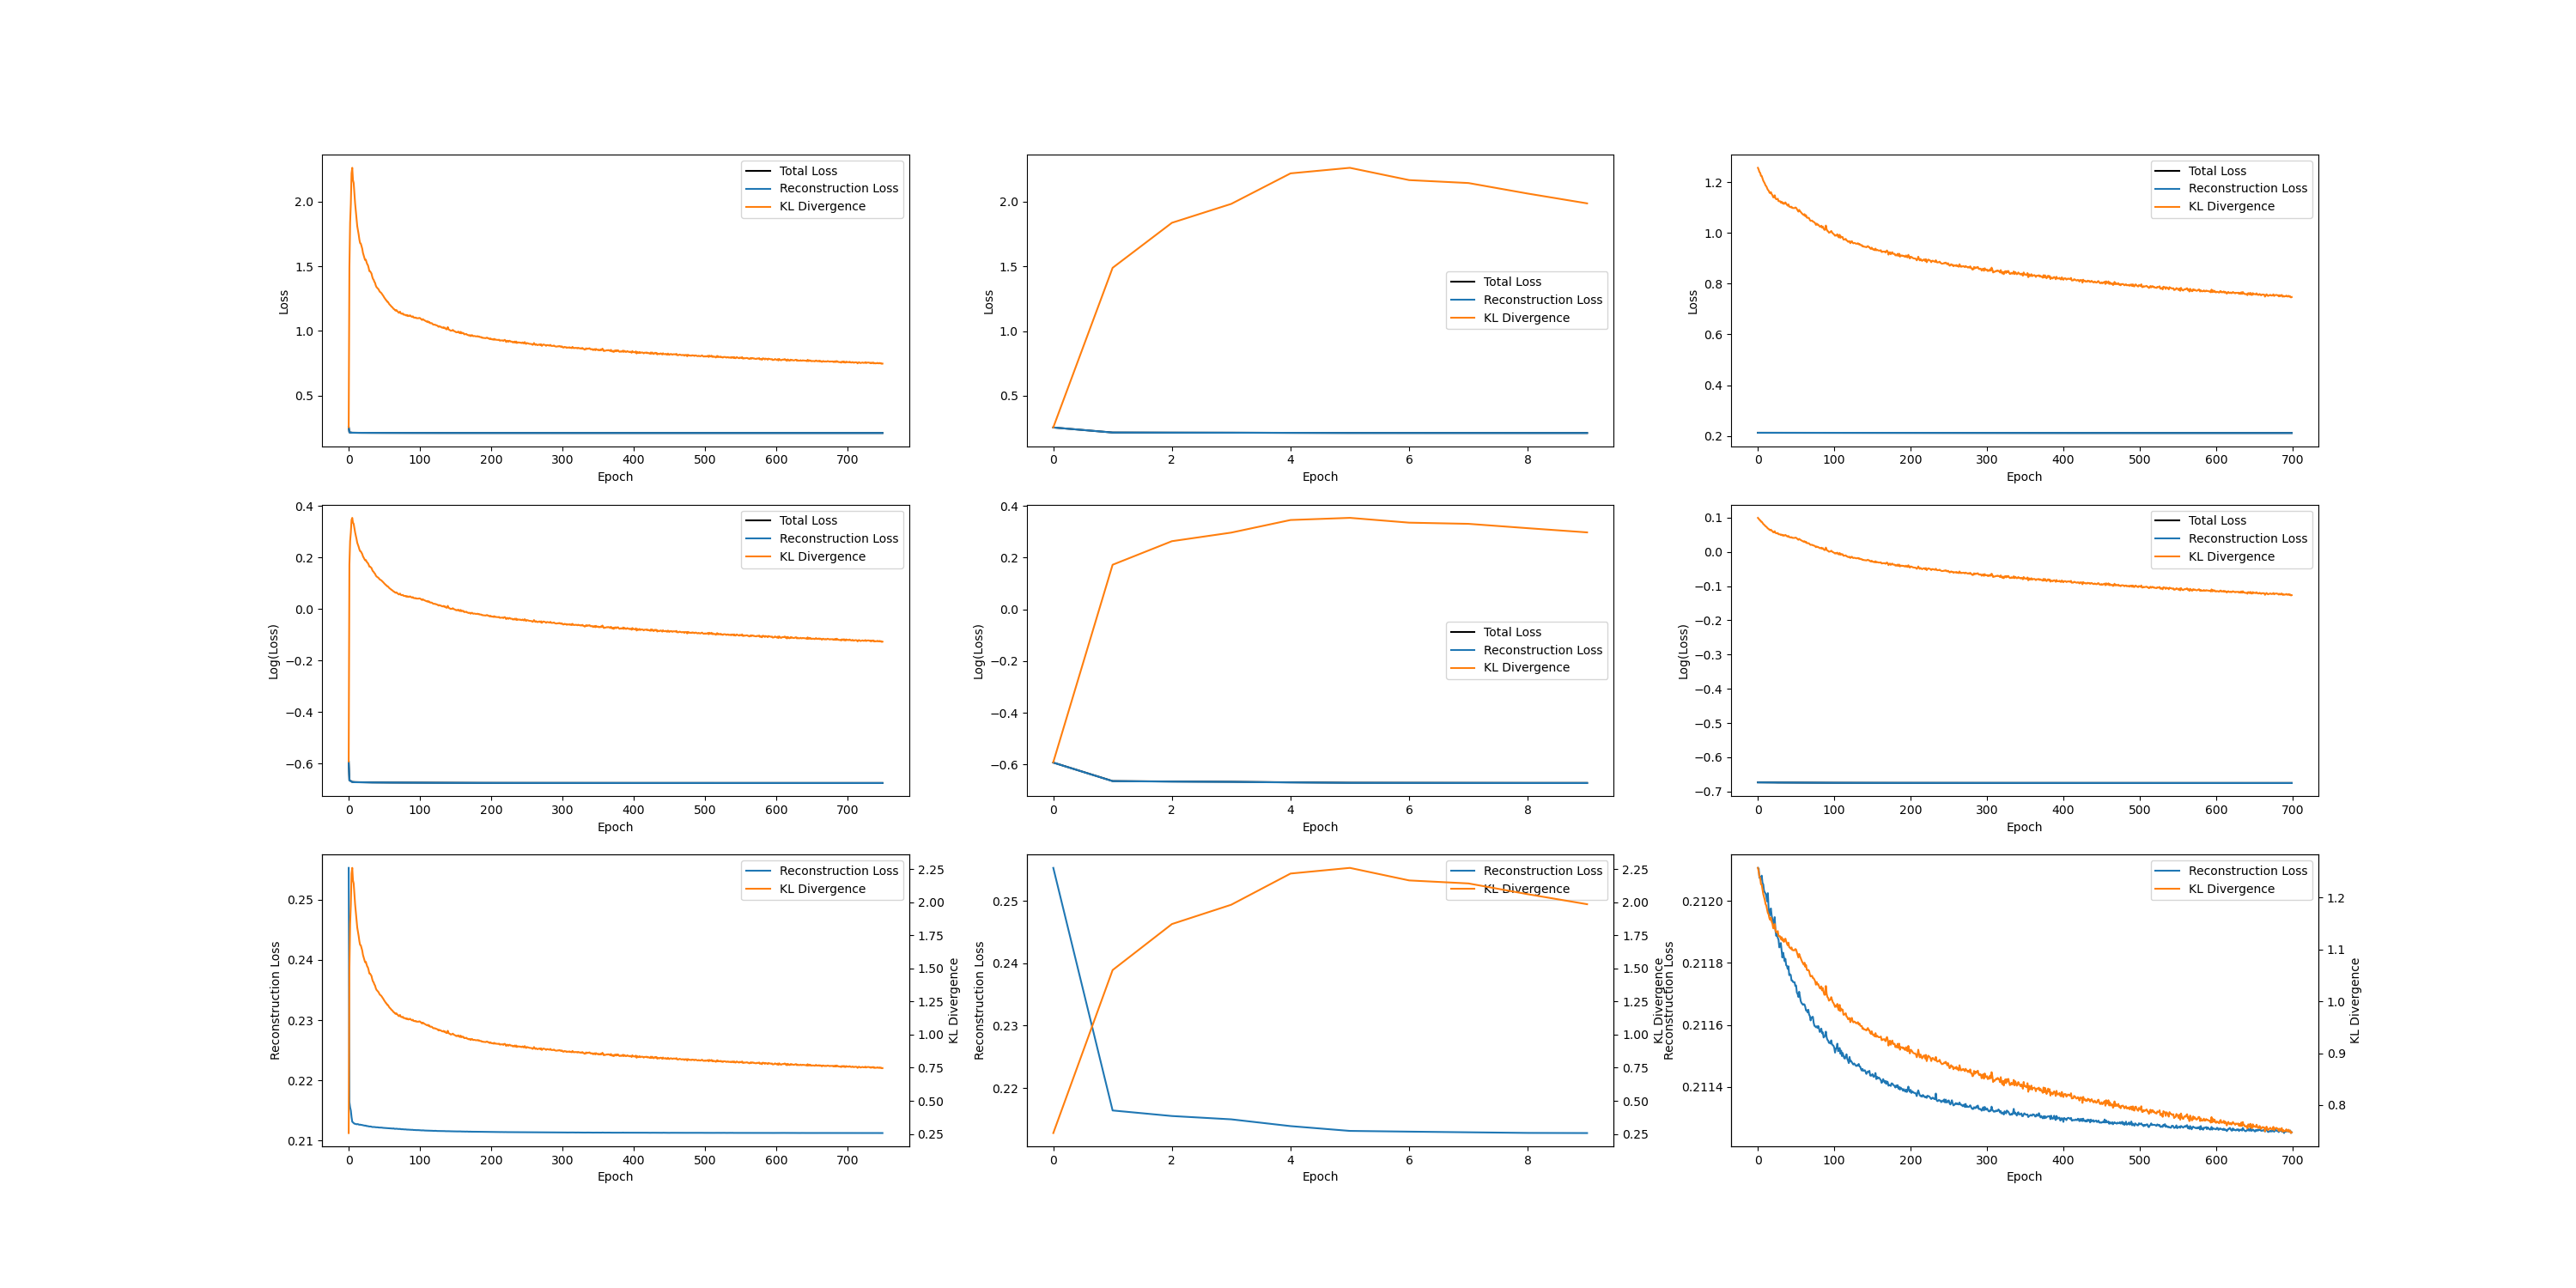 Total Loss
Reconstruction Loss
KL Divergence
2.0
1.5
1.0
0.5
Loss
0 100 200 300 400 500 600 700
Epoch
Total Loss
Reconstruction Loss
KL Divergence
2.0
1.5
1.0
0.5
Loss
0 2 4 6 8
Epoch
Total Loss
Reconstruction Loss
KL Divergence
1.2
1.0
0.8
0.6
0.4
0.2
Loss
0 100 200 300 400 500 600 700
Epoch
Total Loss
Reconstruction Loss
KL Divergence
0.4
0.2
0.0
−0.2
−0.4
−0.6
Log(Loss)
0 100 200 300 400 500 600 700
Epoch
Total Loss
Reconstruction Loss
KL Divergence
0.4
0.2
0.0
−0.2
−0.4
−0.6
Log(Loss)
0 2 4 6 8
Epoch
Total Loss
Reconstruction Loss
KL Divergence
0.1
0.0
−0.1
−0.2
−0.3
−0.4
−0.5
−0.6
−0.7
Log(Loss)
0 100 200 300 400 500 600 700
Epoch
Reconstruction Loss
KL Divergence
0.25
0.24
0.23
0.22
0.21
Reconstruction Loss
2.25
2.00
1.75
1.50
1.25
1.00
0.75
0.50
0.25
KL Divergence
0 100 200 300 400 500 600 700
Epoch
Reconstruction Loss
KL Divergence
0.25
0.24
0.23
0.22
Reconstruction Loss
2.25
2.00
1.75
1.50
1.25
1.00
0.75
0.50
0.25
KL Divergence
0 2 4 6 8
Epoch
Reconstruction Loss
KL Divergence
0.2120
0.2118
0.2116
0.2114
Reconstruction Loss
1.2
1.1
1.0
0.9
0.8
KL Divergence
0 100 200 300 400 500 600 700
Epoch